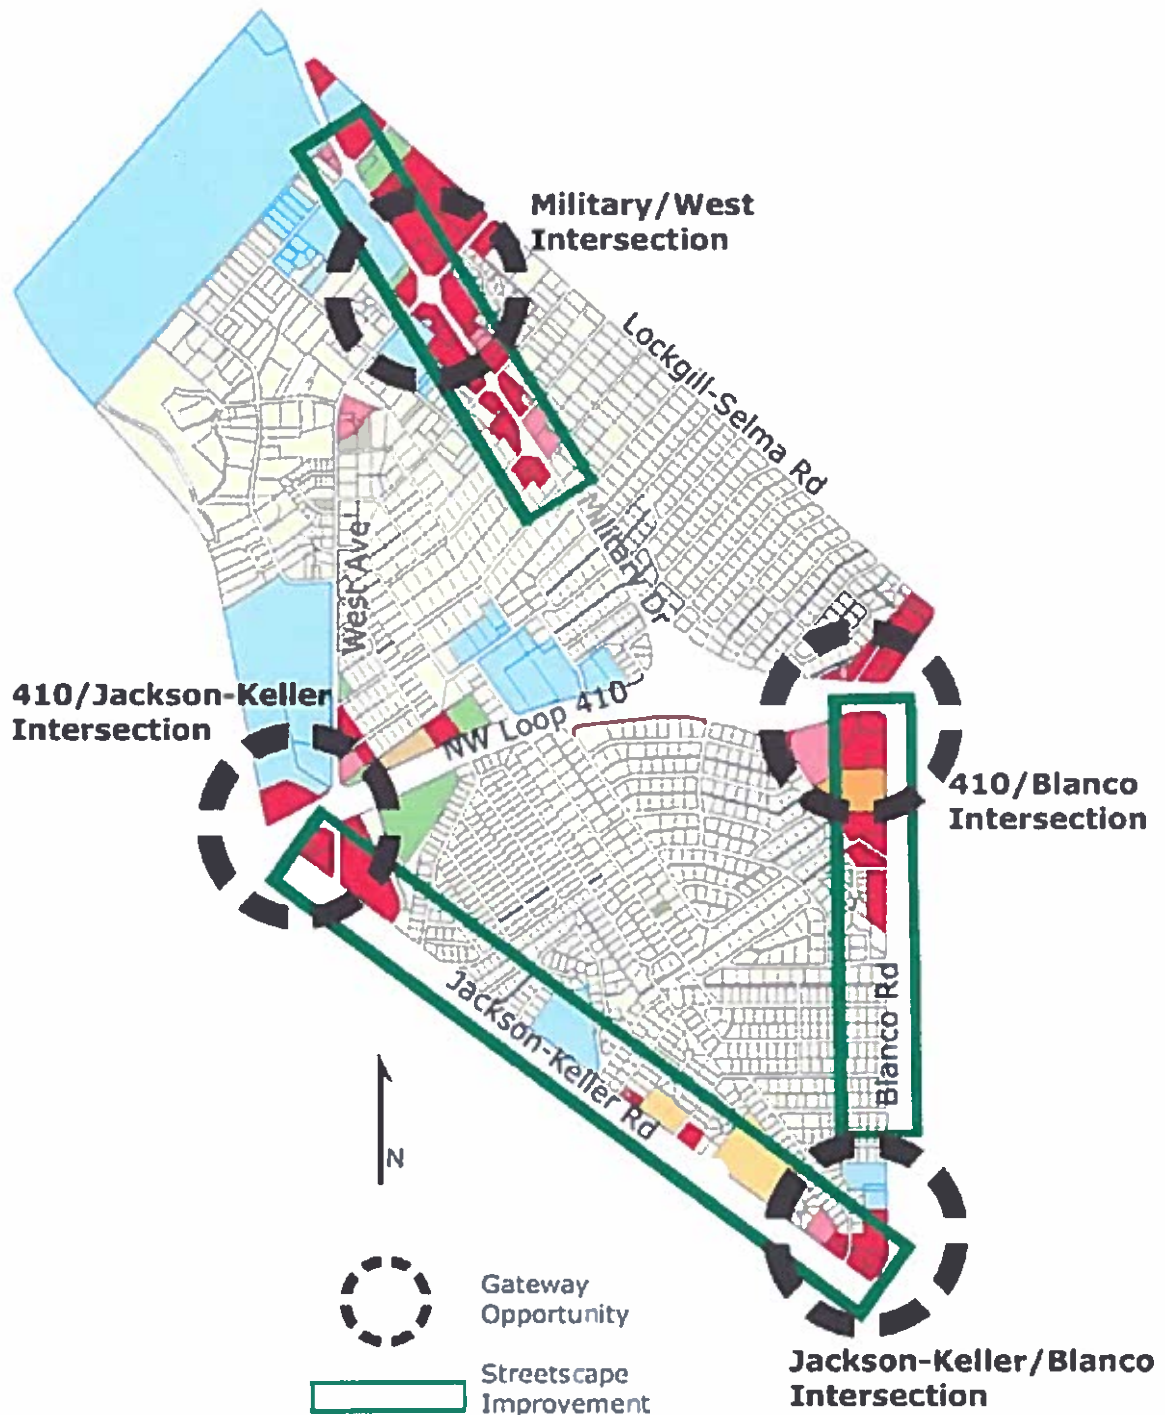 Military/West
Intersection
Lockgill-Selma Rd
Military Dr
West Ave
410/Jackson-Keller
Intersection
NW Loop 410
410/Blanco
Intersection
Blanco Rd
Jackson-Keller Rd
N
Gateway
Opportunity
Jackson-Keller/Blanco
Intersection
Streetscape
Improvement